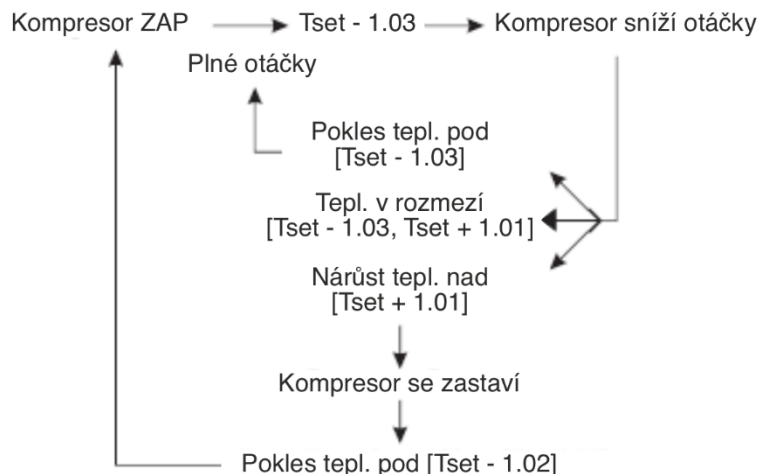 Kompresor ZAP Tset - 1.03 Kompresor sníží otáčky
Plné otáčky
Pokles tepl. pod
[Tset - 1.03]
Tepl. v rozmezí
[Tset - 1.03, Tset + 1.01]
Nárůst tepl. nad
[Tset + 1.01]
Kompresor se zastaví
Pokles tepl. pod [Tset - 1.02]